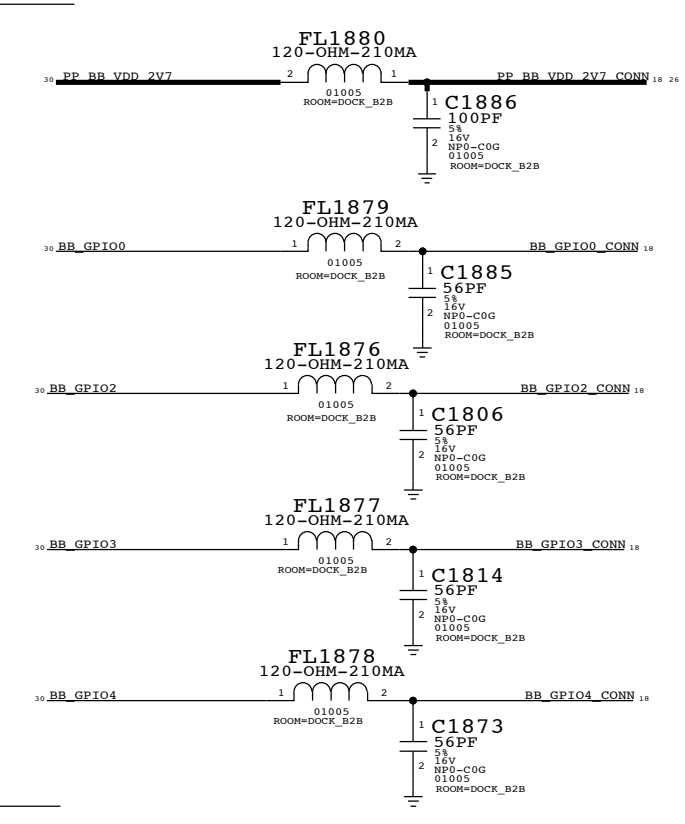 FL1880
120-OHM-210MA
30 PP_BB_VDD_2V7 2 1 PP_BB_VDD_2V7_CONN 18 26
01005
ROOM=DOCK_B2B
1 C1886
100PF
5%
2 16V
NP0-C0G
01005
ROOM=DOCK_B2B
FL1879
120-OHM-210MA
30 BB_GPIO0 1 2 BB_GPIO0_CONN 18
01005
ROOM=DOCK_B2B
1 C1885
56PF
5%
2 16V
NP0-C0G
01005
ROOM=DOCK_B2B
FL1876
120-OHM-210MA
30 BB_GPIO2 1 2 BB_GPIO2_CONN 18
01005
ROOM=DOCK_B2B
1 C1806
56PF
5%
2 16V
NP0-C0G
01005
ROOM=DOCK_B2B
FL1877
120-OHM-210MA
30 BB_GPIO3 1 2 BB_GPIO3_CONN 18
01005
ROOM=DOCK_B2B
1 C1814
56PF
5%
2 16V
NP0-C0G
01005
ROOM=DOCK_B2B
FL1878
120-OHM-210MA
30 BB_GPIO4 1 2 BB_GPIO4_CONN 18
01005
ROOM=DOCK_B2B
1 C1873
56PF
5%
2 16V
NP0-C0G
01005
ROOM=DOCK_B2B